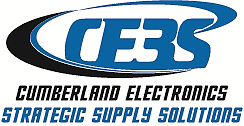 CE3S
CUMBERLAND ELECTRONICS
STRATEGIC SUPPLY SOLUTIONS